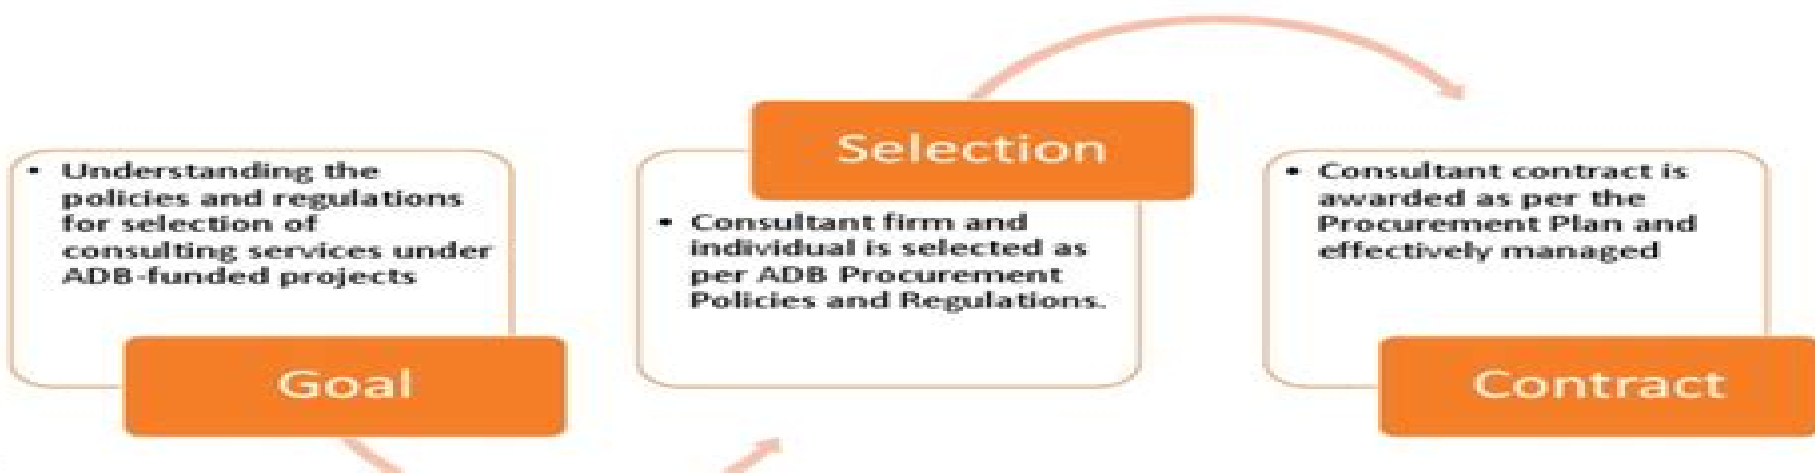 • Understanding the
policies and regulations
for selection of
consulting services under
ADB-funded projects
Goal
Selection
• Consultant firm and
individual is selected as
per ADB Procurement
Policies and Regulations.
• Consultant contract is
awarded as per the
Procurement Plan and
effectively managed
Contract